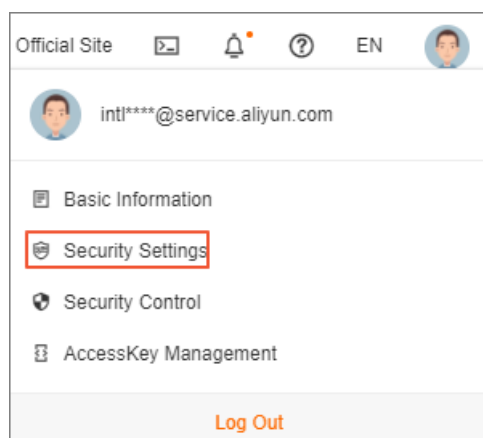 Official Site EN
intl****@service.aliyun.com
Basic Information
Security Settings
Security Control
AccessKey Management
Log Out